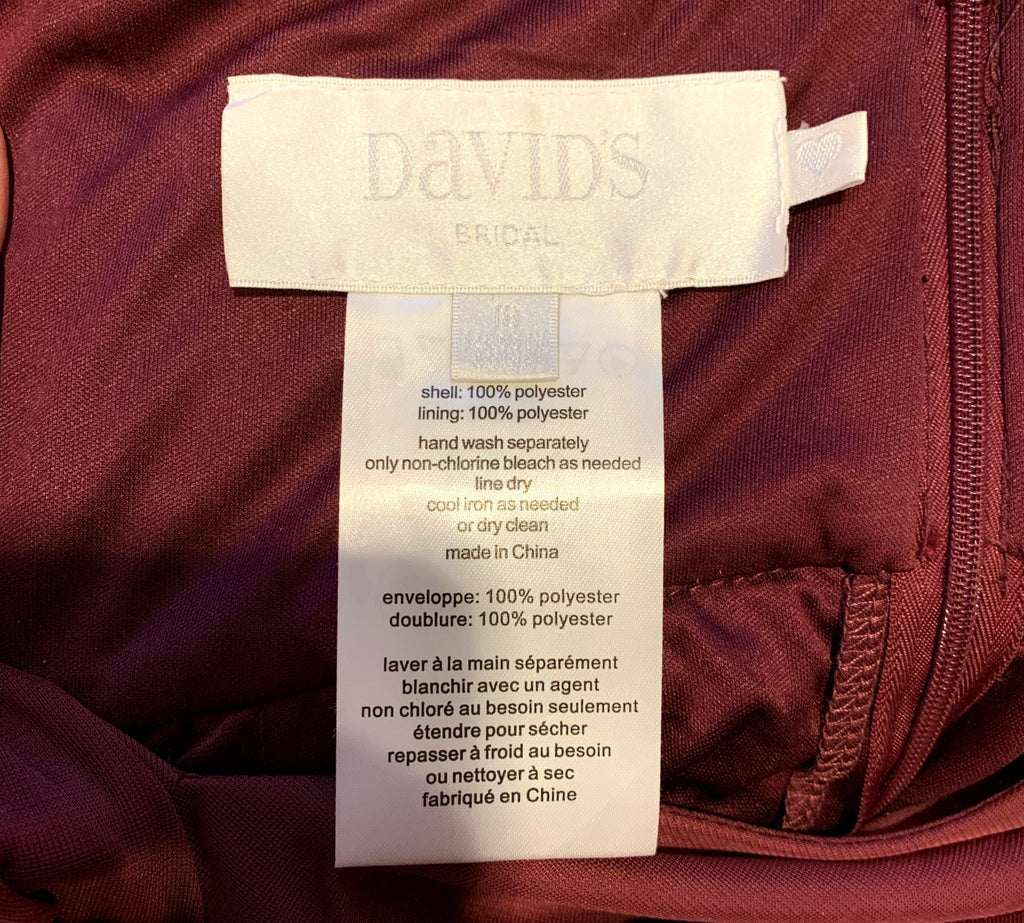 DaVID'S
BRIDAL
18
shell: 100% polyester
lining: 100% polyester
hand wash separately
only non-chlorine bleach as needed
line dry
cool iron as needed
or dry clean
made in China
enveloppe: 100% polyester
doublure: 100% polyester
laver à la main séparément
blanchir avec un agent
non chloré au besoin seulement
étendre pour sécher
repasser à froid au besoin
ou nettoyer à sec
fabriqué en Chine